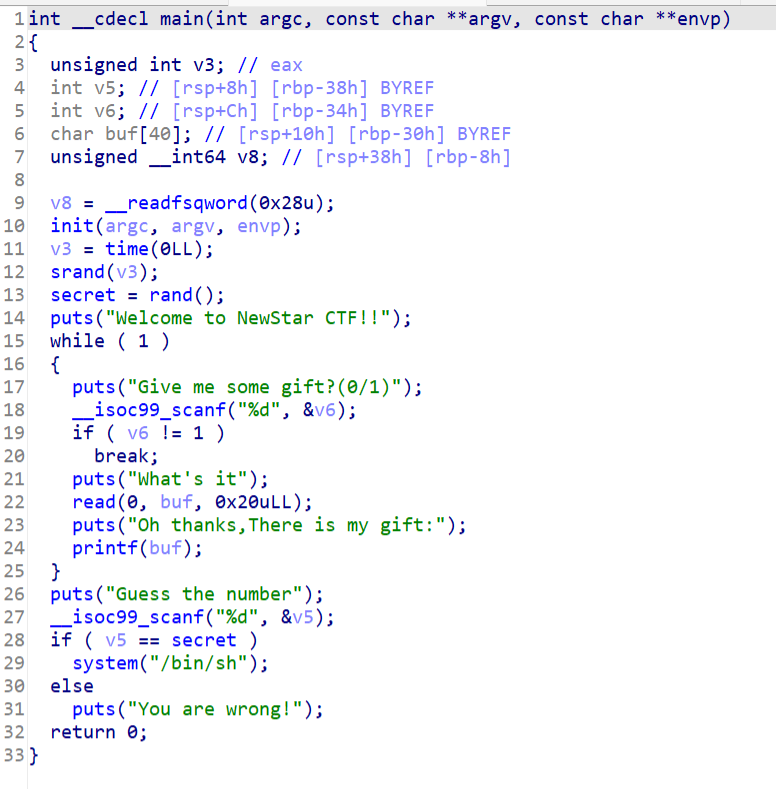 1 int __cdecl main(int argc, const char **argv, const char **envp)
2 {
3   unsigned int v3; // eax
4   int v5; // [rsp+8h] [rbp-38h] BYREF
5   int v6; // [rsp+Ch] [rbp-34h] BYREF
6   char buf[40]; // [rsp+10h] [rbp-30h] BYREF
7   unsigned __int64 v8; // [rsp+38h] [rbp-8h]
8
9   v8 = __readfsqword(0x28u);
10   init(argc, argv, envp);
11   v3 = time(0LL);
12   srand(v3);
13   secret = rand();
14   puts("Welcome to NewStar CTF!!");
15   while ( 1 )
16   {
17     puts("Give me some gift?(0/1)");
18     __isoc99_scanf("%d", &v6);
19     if ( v6 != 1 )
20       break;
21     puts("What's it");
22     read(0, buf, 0x20uLL);
23     puts("Oh thanks,There is my gift:");
24     printf(buf);
25   }
26   puts("Guess the number");
27   __isoc99_scanf("%d", &v5);
28   if ( v5 == secret )
29     system("/bin/sh");
30   else
31     puts("You are wrong!");
32   return 0;
33 }